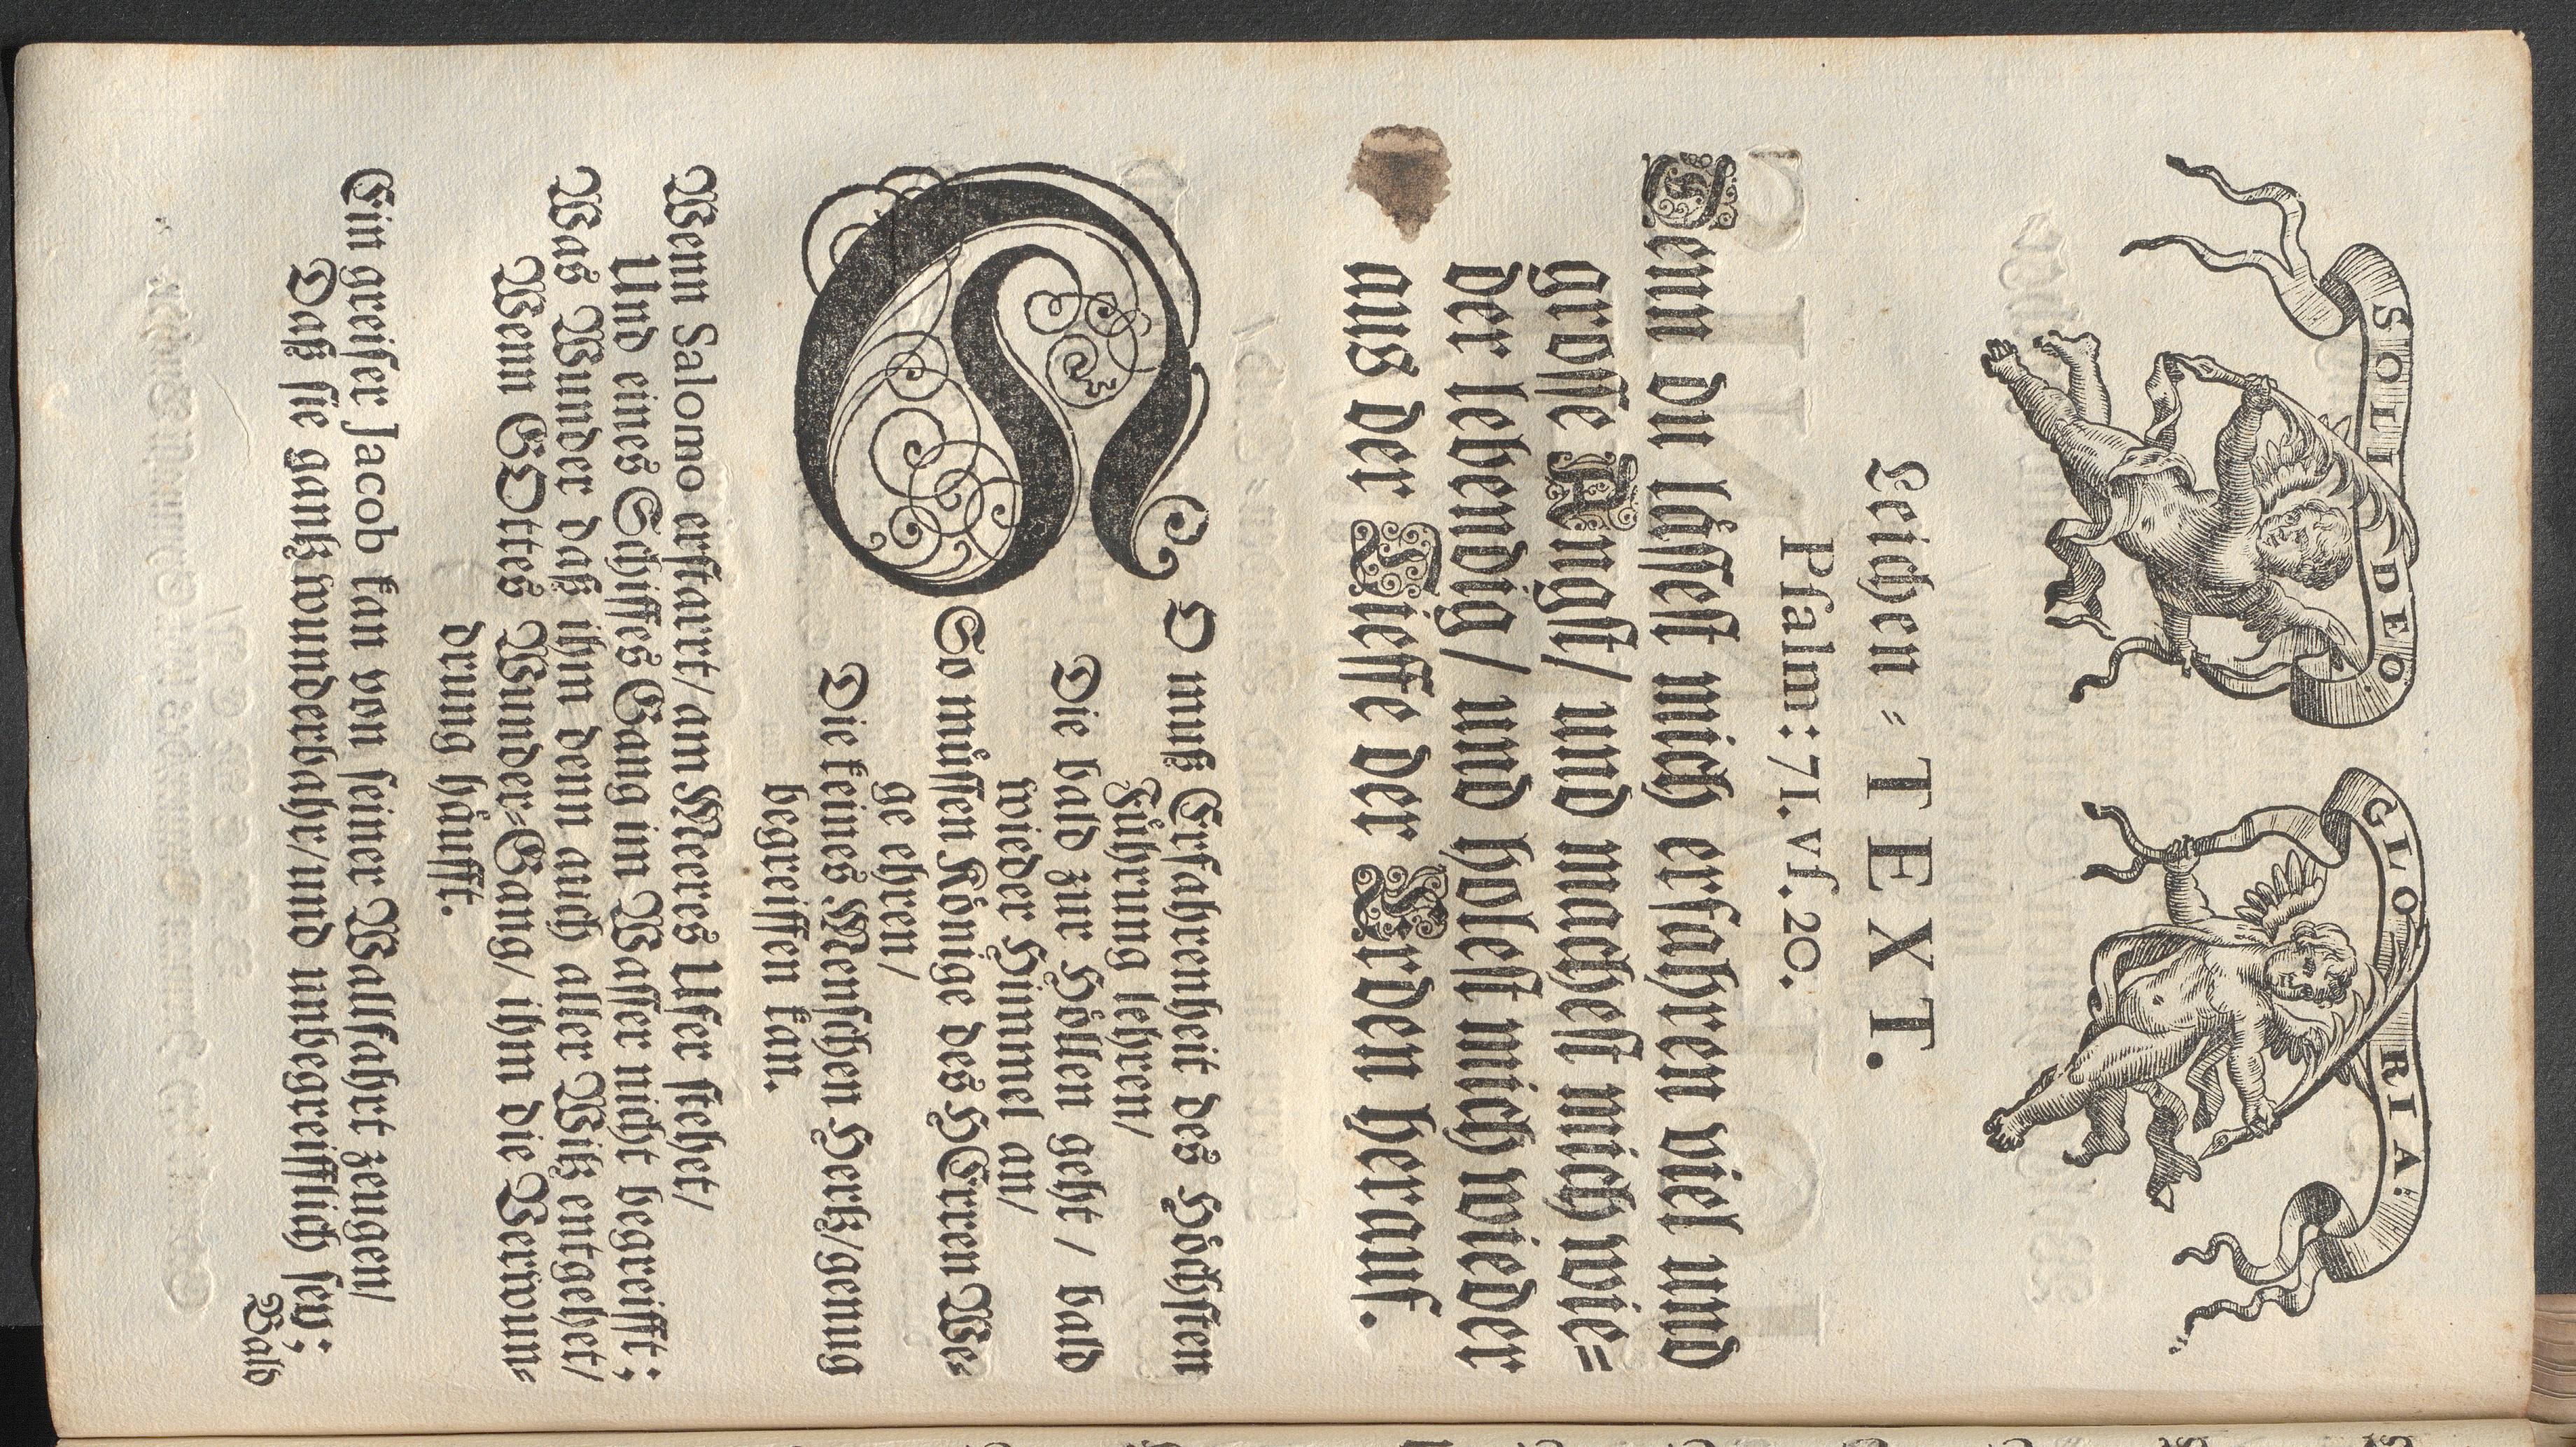 SOLI DEO
GLORIA.
Leichen⸗TEXT.
Psalm: 71. vs. 20.
Denn du läſſeſt mich erfahren viel und
groſſe Angſt/ und macheſt mich wie⸗
der lebendig/ und holeſt mich wieder
aus der Tieffe der Erden herauf.
SO muß Erfahrenheit des Höchſten
Führung lehren/
Die bald zur Höllen geht / bald
wieder Himmel an/
So müſſen Könige des HErren We⸗
ge ehren/
Die keines Menſchen Hertz/genung
begreiffen kan.
Wenn Salomo erſtarrt/ am Meeres Ufer ſtehet/
Und eines Schiffes Gang im Waſſer nicht begreifft;
Was Wunder daß ihn denn auch aller Witz entgehet/
Wenn GOttes Wunder⸗Gang/ ihm die Verwun⸗
drung häufft.
Ein greiſer Jacob kan von ſeiner Wallfahrt zeugen/
Daß ſie gantz wunderbahr/und unbegreifflich ſey;
Bald